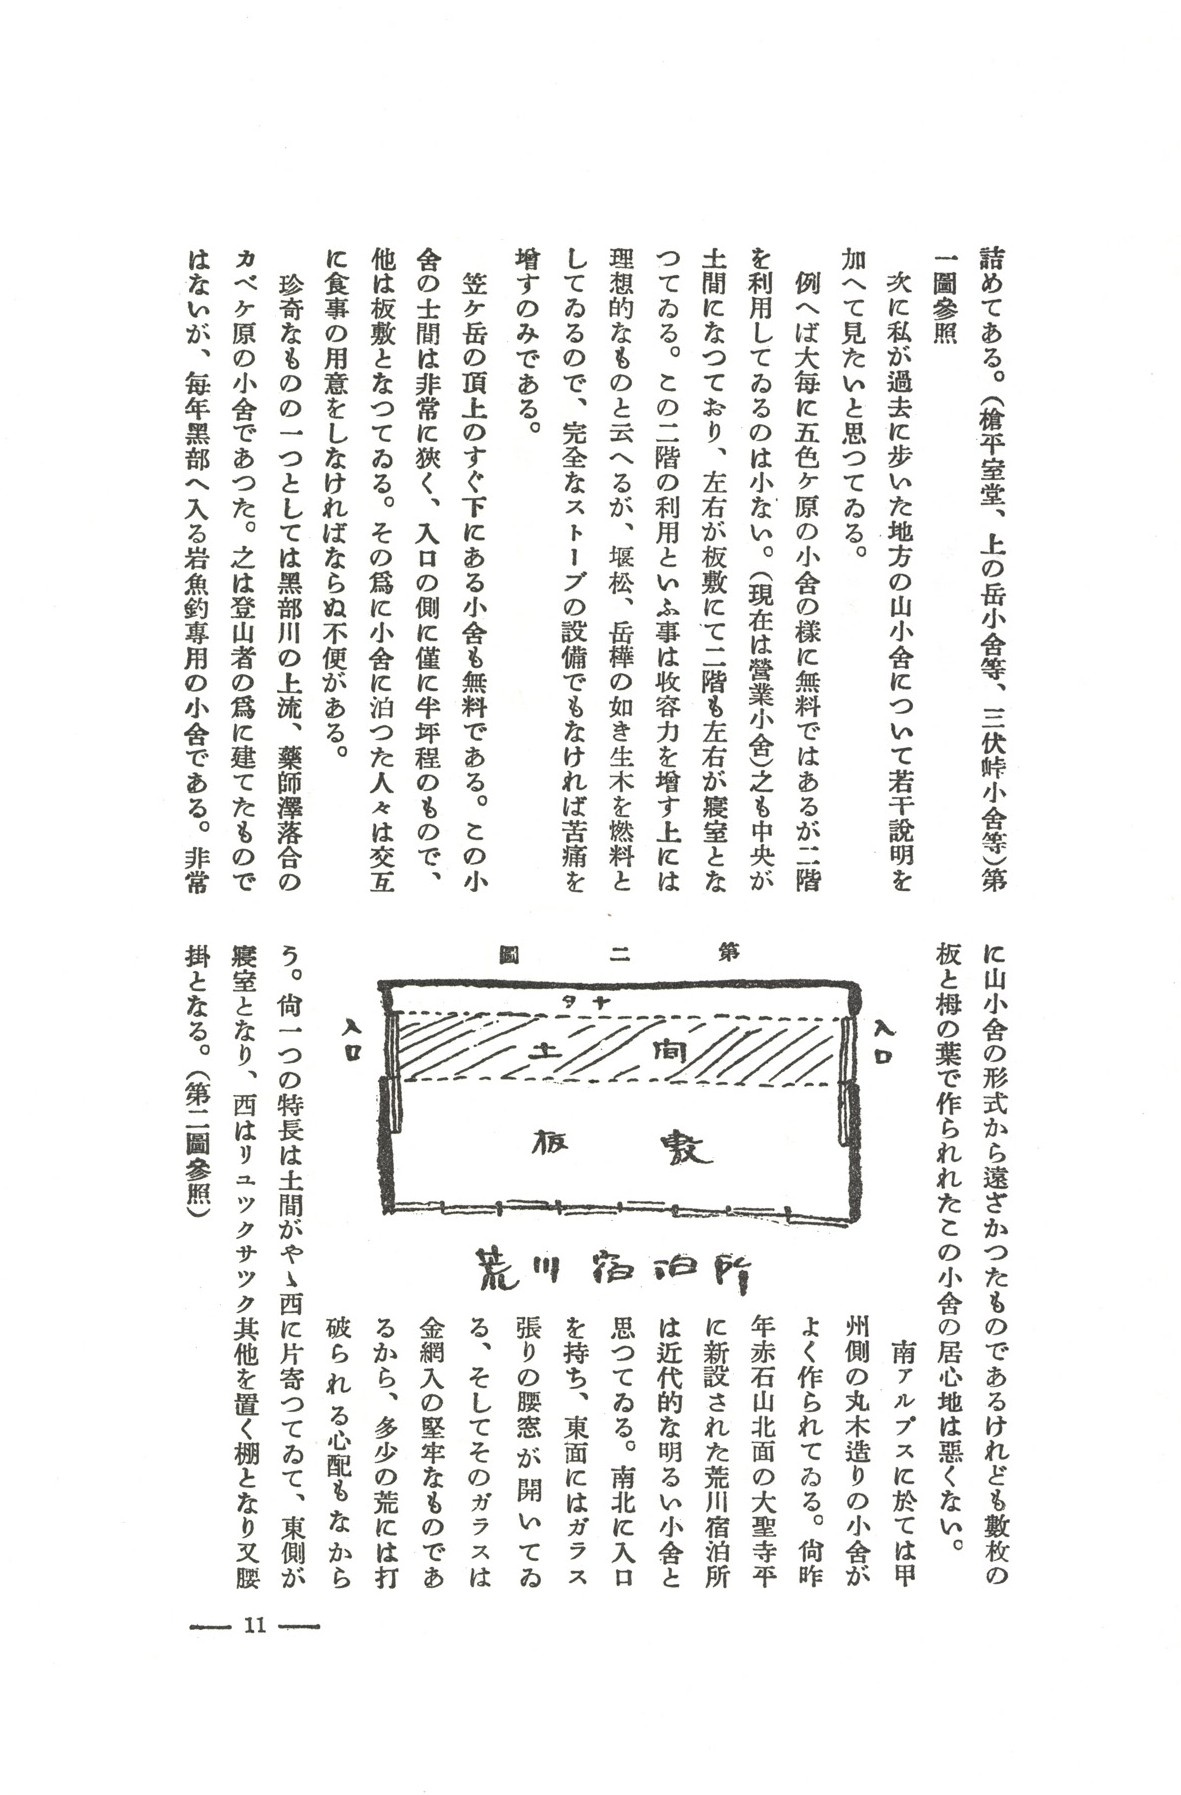 詰めてある。（槍平室堂、上の岳小舍等、三伏峠小舍等）第
一圖參照
次に私が過去に歩いた地方の山小舍について若干說明を
加へて見たいと思つてゐる。
例へば大每に五色ケ原の小舍の樣に無料ではあるが二階
を利用してゐるのは小ない。（現在は營業小舍）之も中央が
土間になつており、左右が板敷にて二階も左右が寢室とな
つてゐる。この二階の利用といふ事は收容力を增す上には
理想的なものと云へるが、堰松、岳樺の如き生木を燃料と
してゐるので、完全なストーブの設備でもなければ苦痛を
增すのみである。
笠ケ岳の頂上のすぐ下にある小舍も無料である。この小
舍の土間は非常に狹く、入口の側に僅に半坪程のもので、
他は板敷となつてゐる。その爲に小舍に泊つた人々は交互
に食事の用意をしなければならぬ不便がある。
珍奇なものの一つとしては黑部川の上流、藥師澤落合の
カベケ原の小舍であつた。之は登山者の爲に建てたもので
はないが、每年黑部へ入る岩魚釣專用の小舍である。非常
に山小舍の形式から遠さかつたものであるけれども數枚の
板と栂の葉で作られれたこの小舍の居心地は惡くない。
南アルプスに於ては甲
州側の丸木造りの小舍が
よく作られてゐる。尙昨
年赤石山北面の大聖寺平
に新設された荒川宿泊所
は近代的な明るい小舍と
思つてゐる。南北に入口
を持ち、東面にはガラス
張りの腰窓が開いてゐ
る、そしてそのガラスは
金網入の堅牢なものであ
るから、多少の荒には打
破られる心配もなから
第二圖
タナ
入口
土間
入口
板敷
荒川宿泊所
う。尙一つの特長は土間がやゝ西に片寄つてゐて、東側が
寢室となり、西はリュックサツク其他を置く棚となり又腰
掛となる。（第二圖參照）
— 11 —